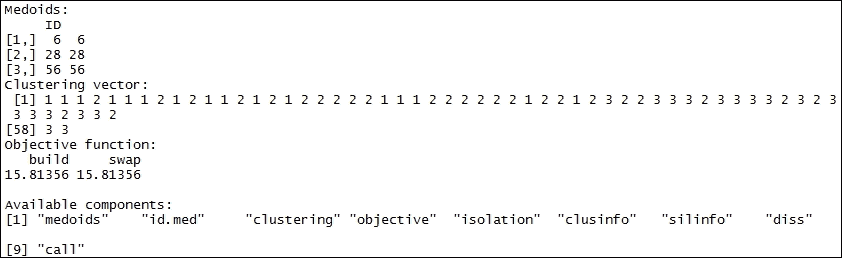 Medoids:
ID
[1,] 6 6
[2,] 28 28
[3,] 56 56
Clustering vector:
[1] 1 1 1 2 1 1 1 2 1 2 1 1 2 1 2 1 2 2 2 2 2 1 1 1 2 2 2 2 2 2 1 2 2 1 2 3 2 2 3 3 3 2 3 3 3 3 2 3 2 3
3 3 3 2 3 3 2
[58] 3 3
Objective function:
build swap
15.81356 15.81356
Available components:
[1] "medoids" "id.med" "clustering" "objective" "isolation" "clusinfo" "silinfo" "diss"
[9] "call"